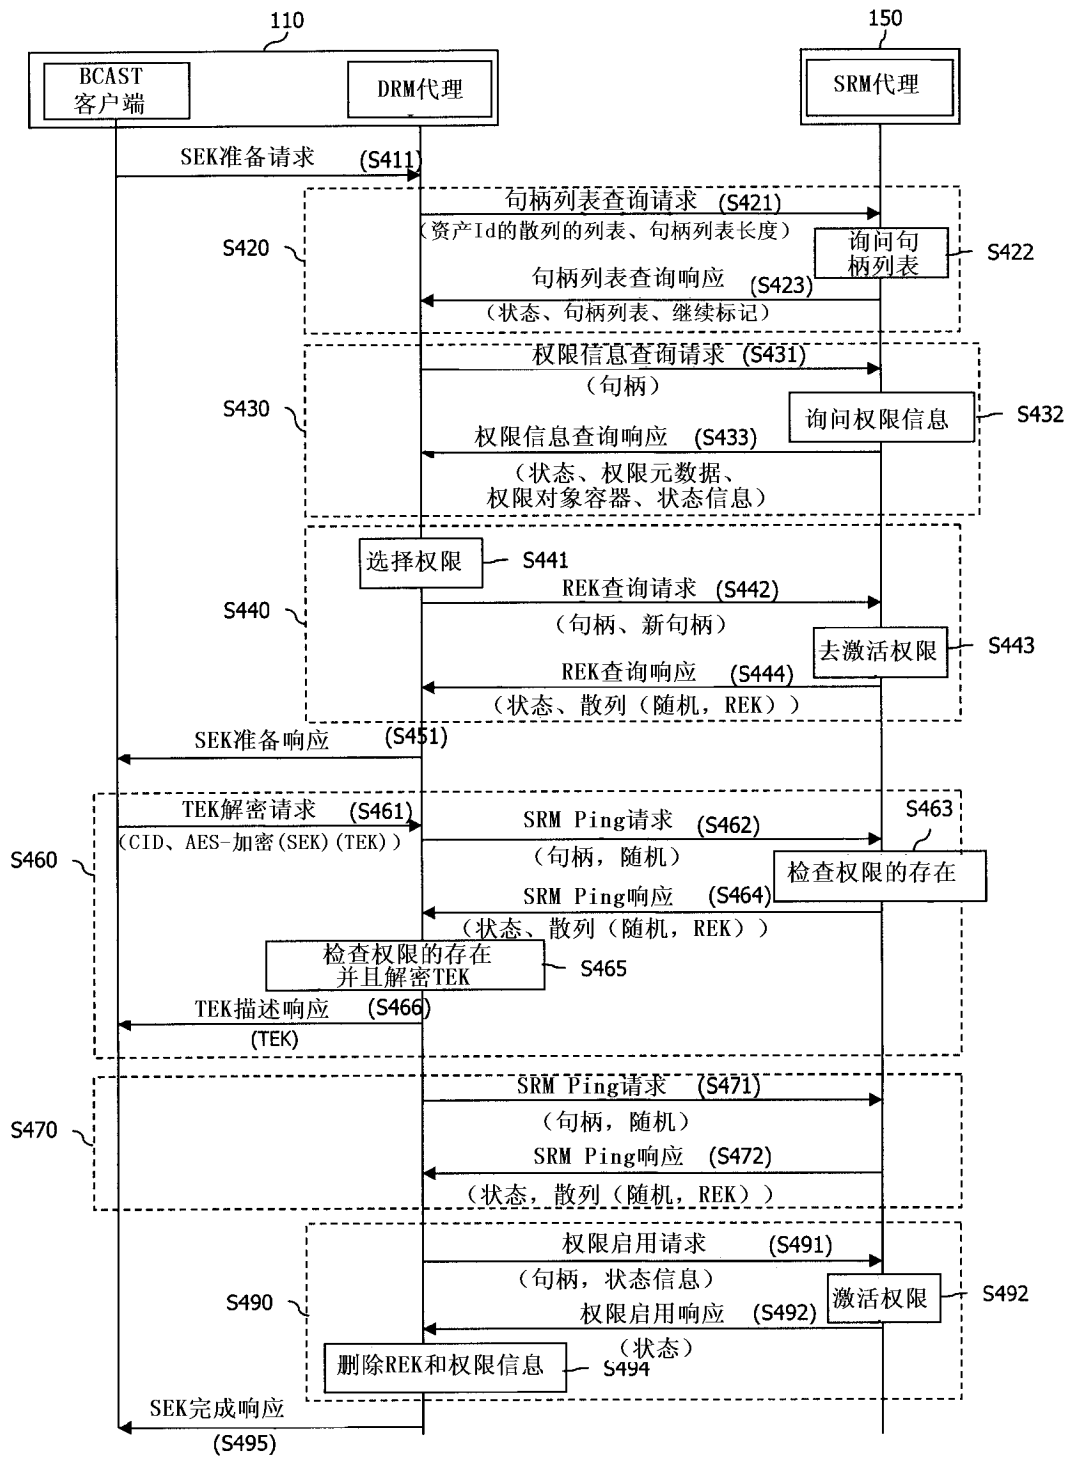 110
150
BCAST
客户端
DRM代理
SRM代理
SEK准备请求 (S411)
句柄列表查询请求 (S421)
(资产Id的散列的列表、句柄列表长度)
S420
询问句
柄列表
S422
句柄列表查询响应 (S423)
(状态、句柄列表、继续标记)
权限信息查询请求 (S431)
(句柄)
S430
询问权限信息
S432
权限信息查询响应 (S433)
(状态、权限元数据、
权限对象容器、状态信息)
选择权限
S441
REK查询请求 (S442)
S440
(句柄、新句柄)
去激活权限
S443
REK查询响应 (S444)
(状态、散列(随机，REK))
SEK准备响应 (S451)
TEK解密请求 (S461)
(CID、AES-加密(SEK)(TEK))
SRM Ping请求 (S462)
S463
(句柄，随机)
S460
检查权限的存在
SRM Ping响应 (S464)
(状态、散列(随机，REK))
检查权限的存在
并且解密TEK
S465
TEK描述响应 (S466)
(TEK)
SRM Ping请求 (S471)
(句柄，随机)
S470
SRM Ping响应 (S472)
(状态，散列(随机，REK))
权限启用请求 (S491)
(句柄，状态信息)
S490
激活权限
S492
权限启用响应 (S492)
(状态)
删除REK和权限信息
S494
SEK完成响应
(S495)